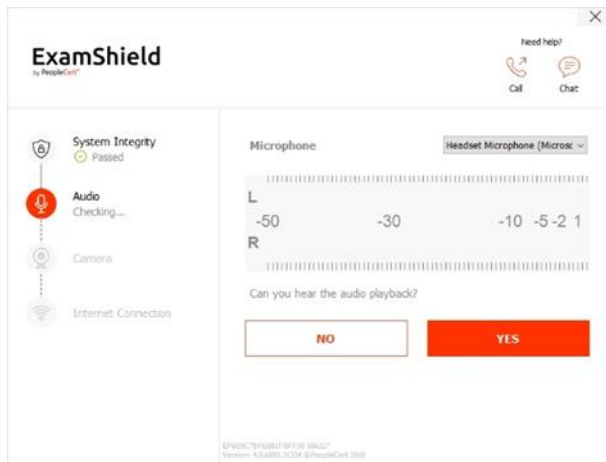 ExamShield
by PeopleCert
Need help?
Call
Chat
System Integrity
Passed
Audio
Checking...
Camera
Internet Connection
Microphone
Headset Microphone (Microsc
L
-50 -30 -10 -5 -2 1
R
Can you hear the audio playback?
NO
YES